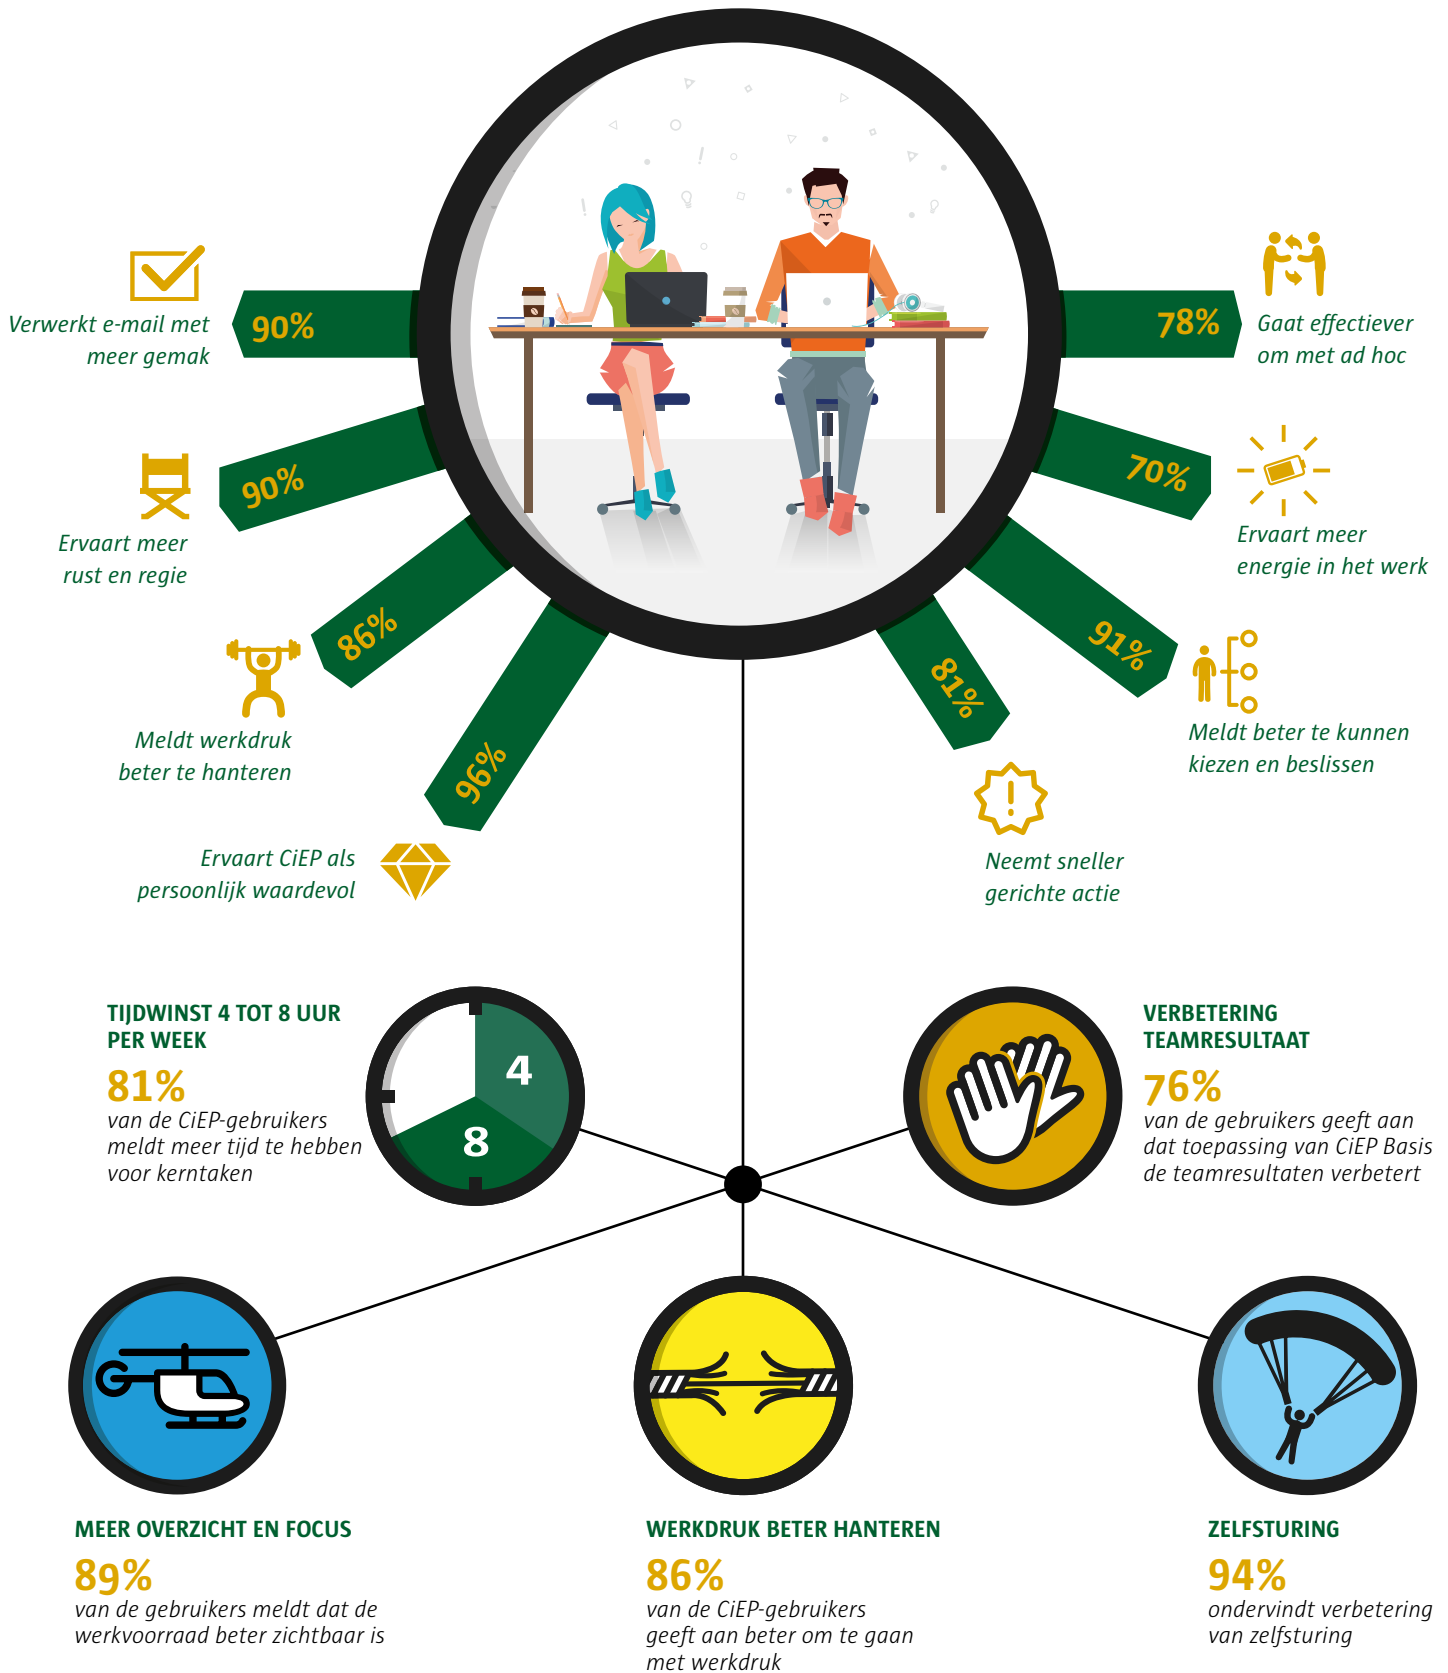 90%
Verwerkt e-mail met
meer gemak
90%
Ervaart meer
rust en regie
86%
Meldt werkdruk
beter te hanteren
96%
Ervaart CiEP als
persoonlijk waardevol
78%
Gaat effectiever
om met ad hoc
70%
Ervaart meer
energie in het werk
91%
Meldt beter te kunnen
kiezen en beslissen
81%
Neemt sneller
gerichte actie
TIJDWINST 4 TOT 8 UUR
PER WEEK
81%
van de CiEP-gebruikers
meldt meer tijd te hebben
voor kerntaken
4
8
VERBETERING
TEAMRESULTAAT
76%
van de gebruikers geeft aan
dat toepassing van CiEP Basis
de teamresultaten verbetert
MEER OVERZICHT EN FOCUS
89%
van de gebruikers meldt dat de
werkvoorraad beter zichtbaar is
WERKDRUK BETER HANTEREN
86%
van de CiEP-gebruikers
geeft aan beter om te gaan
met werkdruk
ZELFSTURING
94%
ondervindt verbetering
van zelfsturing